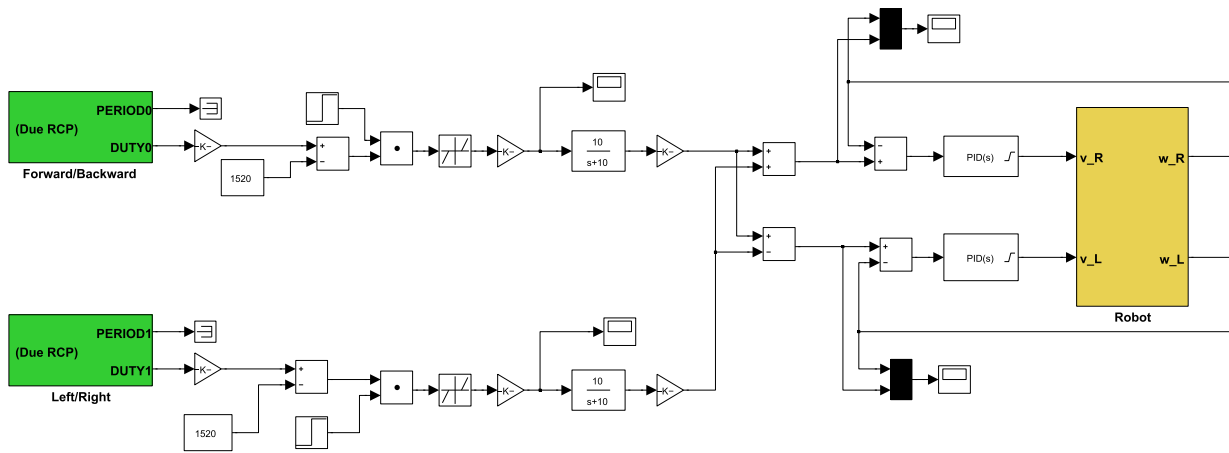 PERIOD0
(Due RCP)
DUTY0
Forward/Backward
-K-
1520
+
−
-K-
10
s+10
-K-
+
+
−
+
PID(s)
v_R
w_R
+
−
+
−
PID(s)
v_L
w_L
Robot
PERIOD1
(Due RCP)
DUTY1
Left/Right
-K-
1520
+
−
-K-
10
s+10
-K-